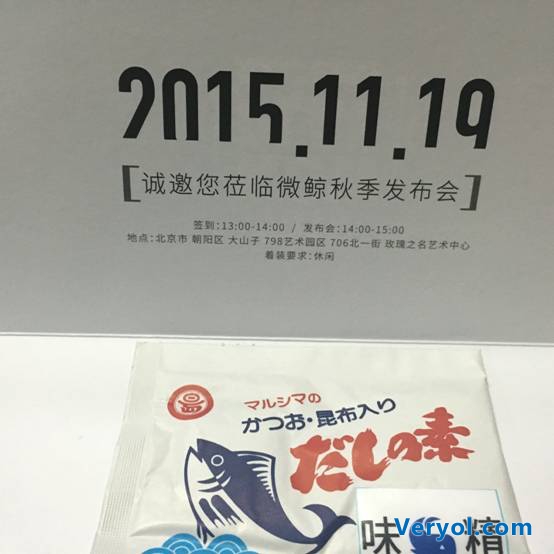 2015.11.19
[诚邀您莅临微鲸秋季发布会]
签到:13:00-14:00 / 发布会:14:00-15:00
地点:北京市 朝阳区 大山子 798艺术园区 706北一街 玫瑰之名艺术中心
着装要求:休闲
マルシマの
かつお・昆布入り
だしの素
味 精
Veryol.com